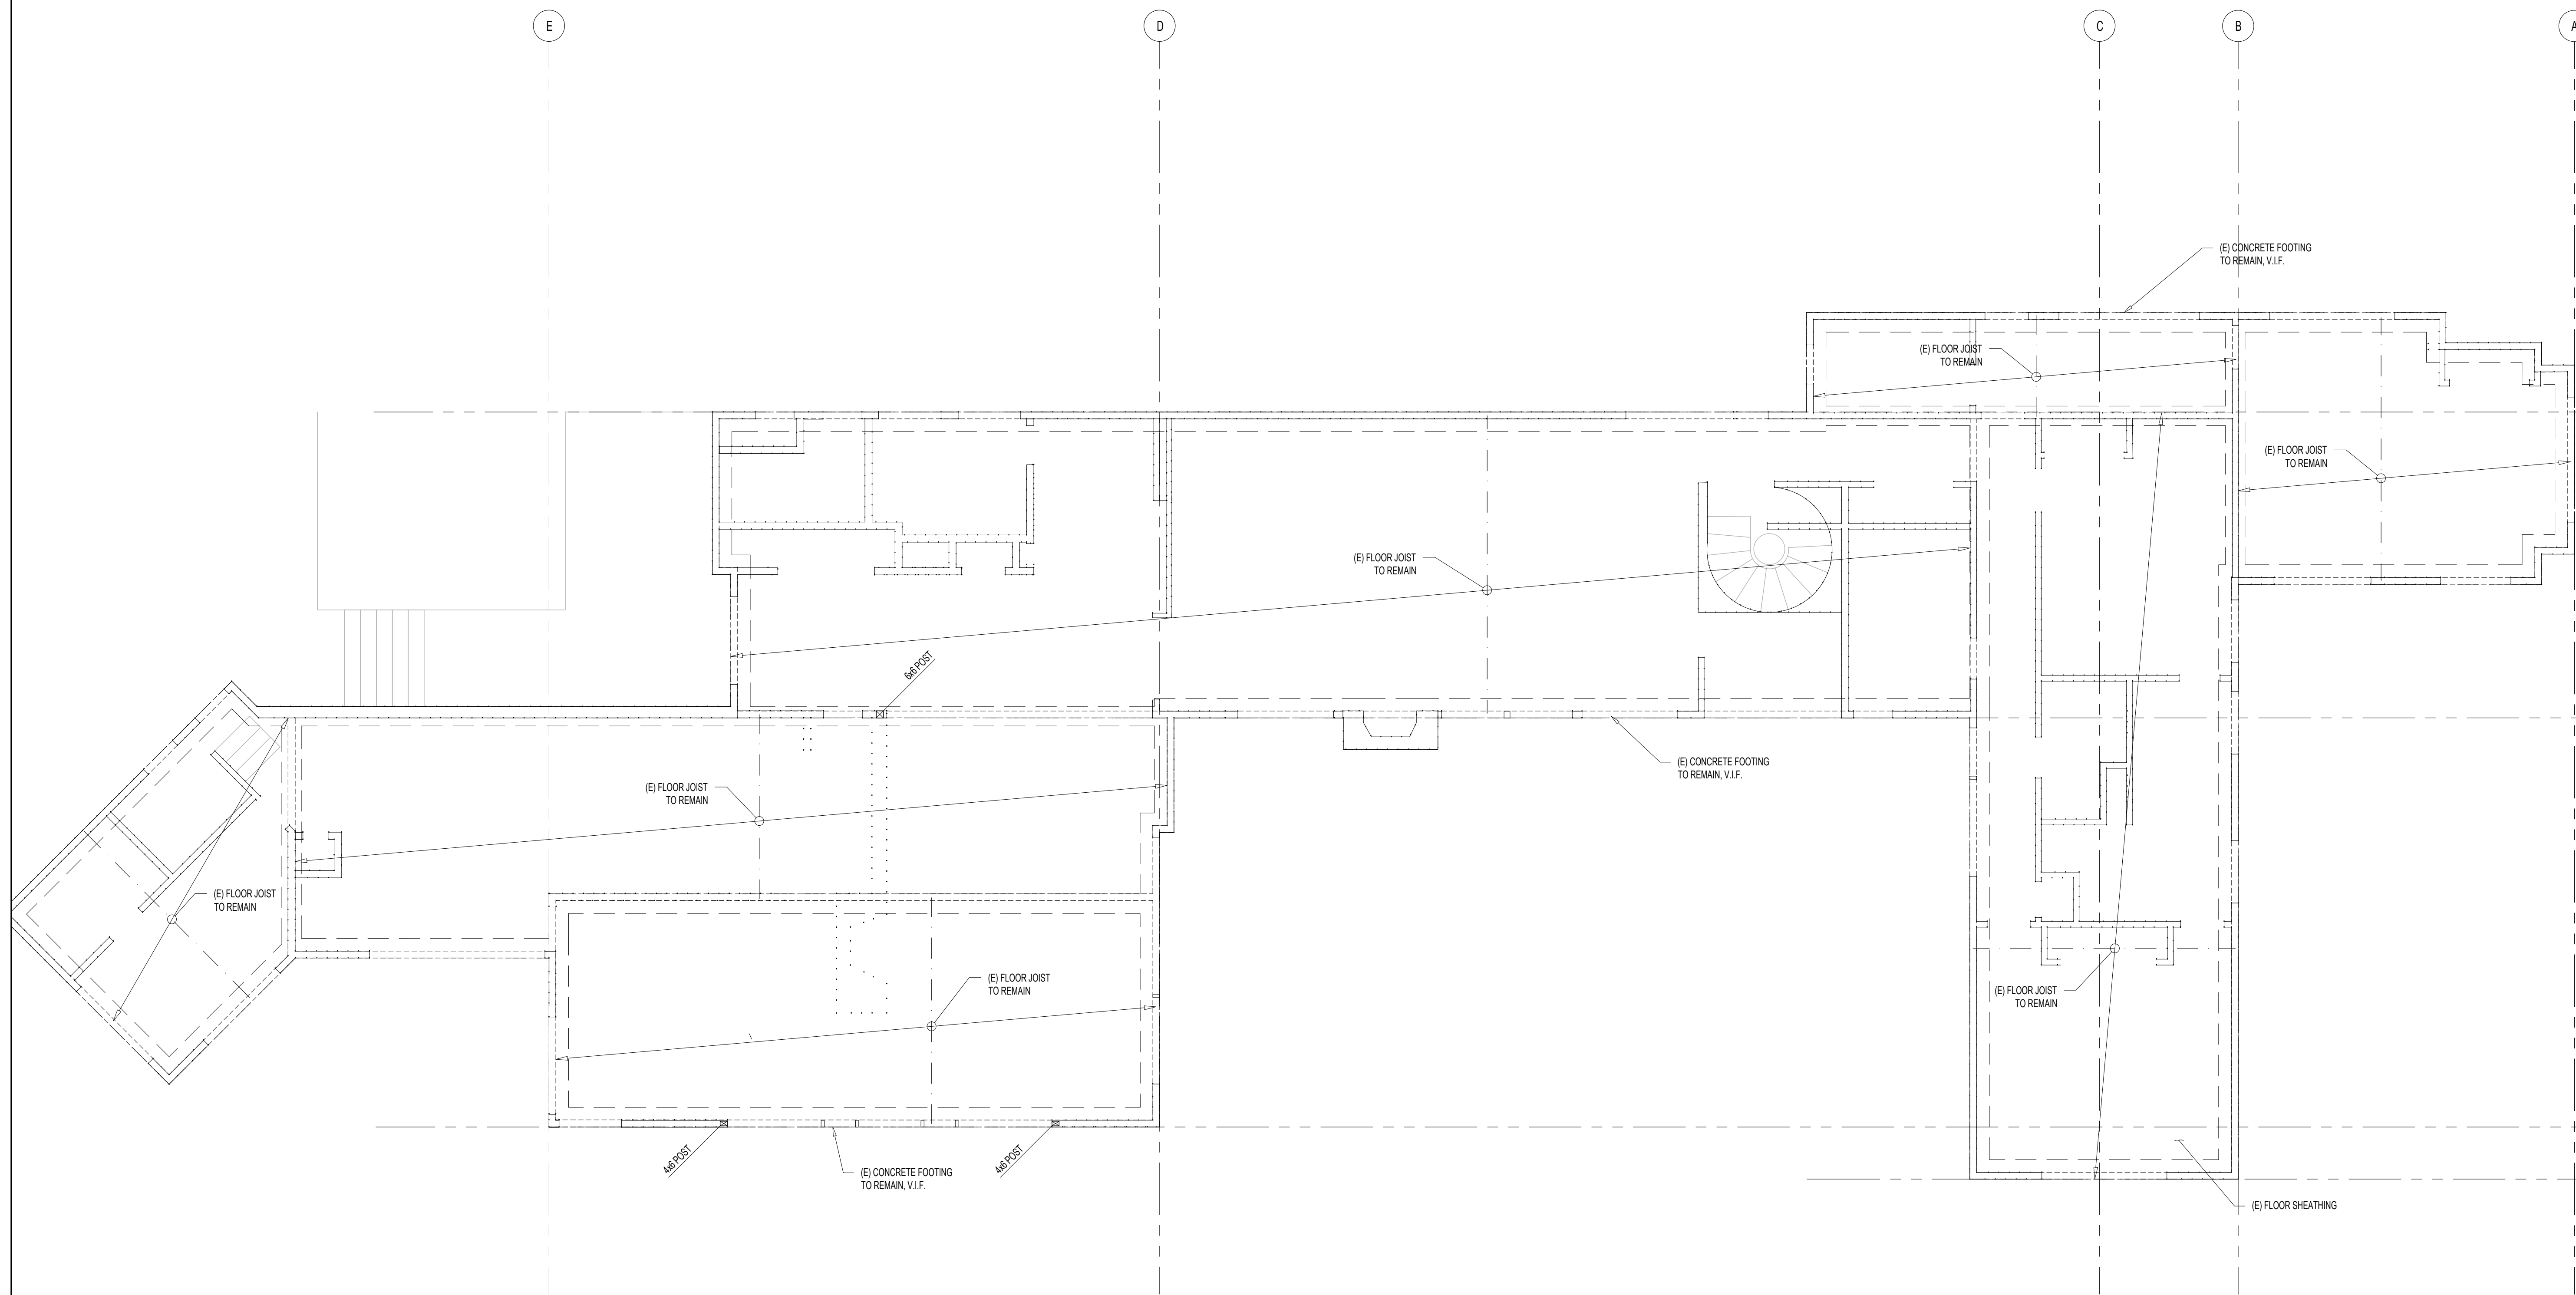 E
D
C
B
A
(E) CONCRETE FOOTING
TO REMAIN, V.I.F.
(E) FLOOR JOIST
TO REMAIN
(E) FLOOR JOIST
TO REMAIN
(E) FLOOR JOIST
TO REMAIN
6x6 POST
(E) CONCRETE FOOTING
TO REMAIN, V.I.F.
(E) FLOOR JOIST
TO REMAIN
(E) FLOOR JOIST
TO REMAIN
(E) FLOOR JOIST
TO REMAIN
(E) FLOOR JOIST
TO REMAIN
4x6 POST
4x6 POST
(E) CONCRETE FOOTING
TO REMAIN, V.I.F.
(E) FLOOR SHEATHING